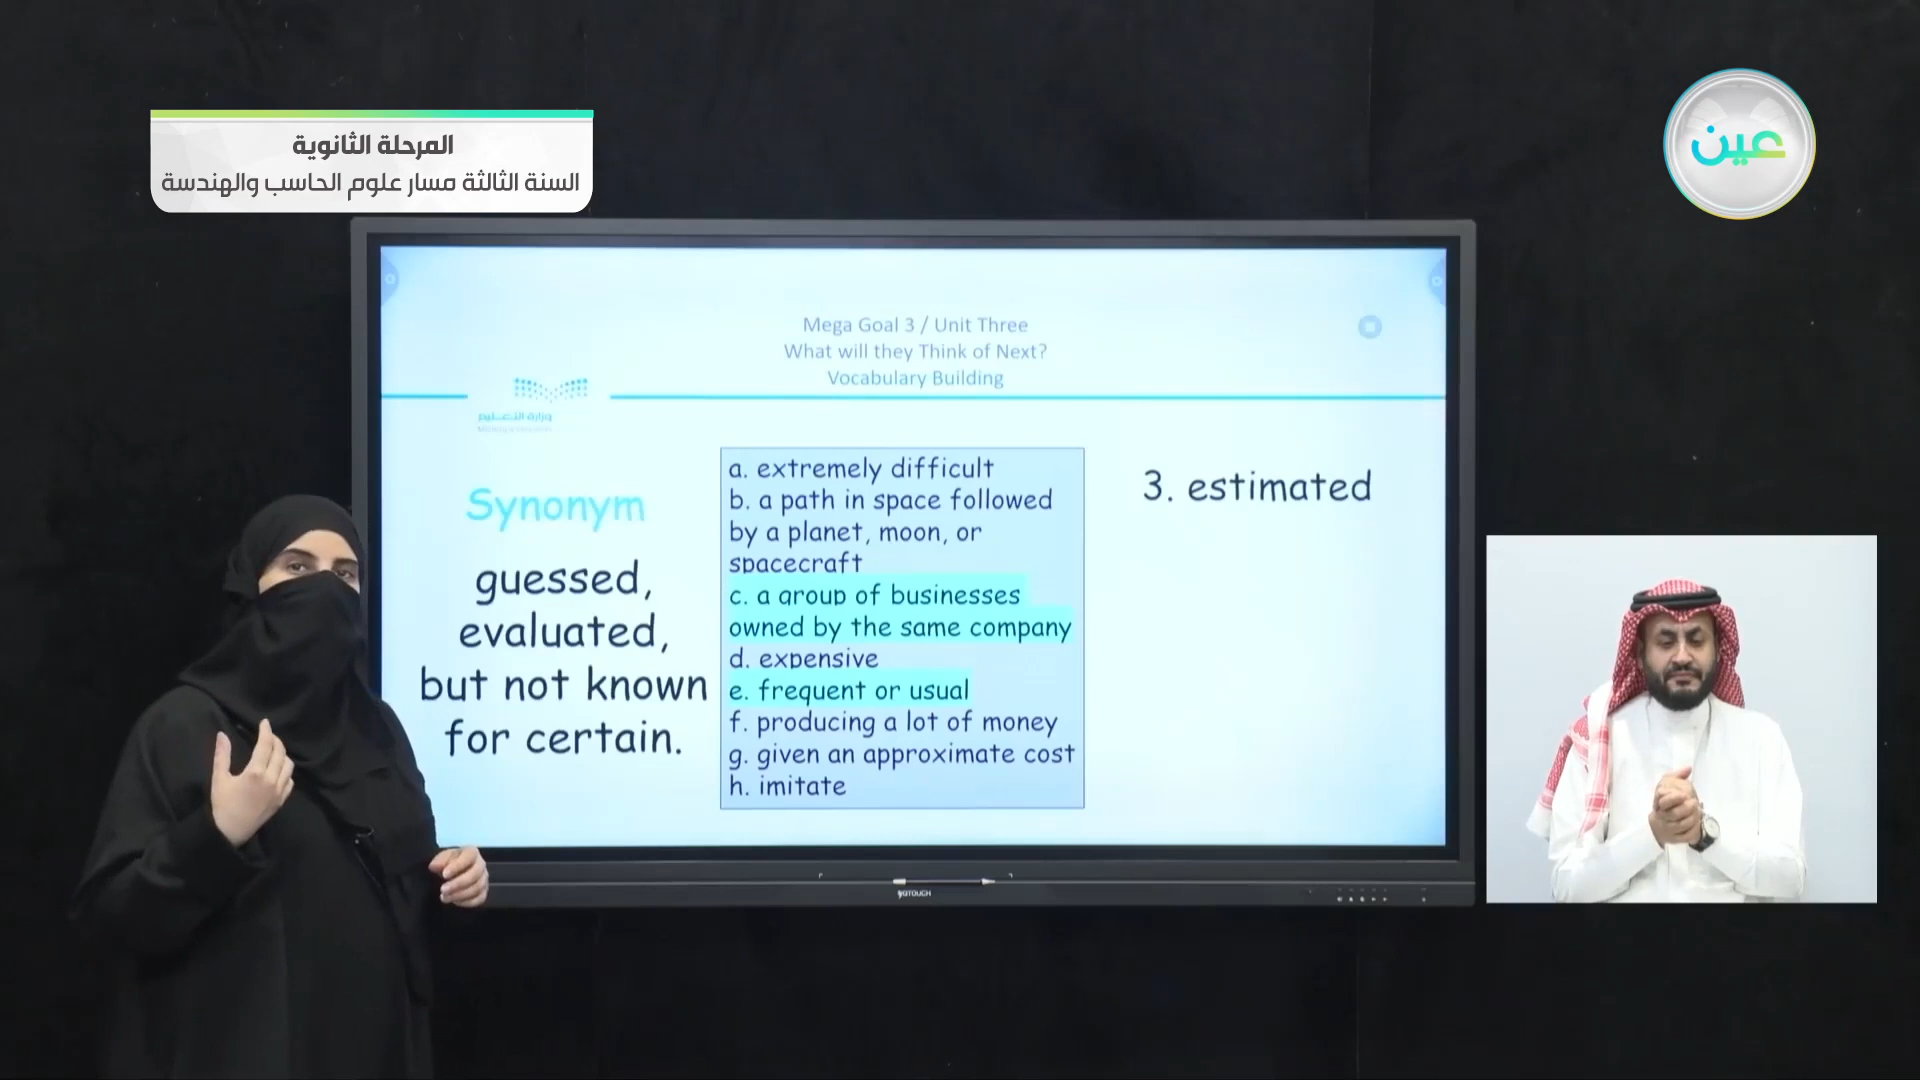 المرحلة الثانوية
السنة الثالثة مسار علوم الحاسب والهندسة
عين
Mega Goal 3 / Unit Three
What will they Think of Next?
Vocabulary Building
وزارة التعليم
Synonym
guessed,
evaluated,
but not known
for certain.
a. extremely difficult
b. a path in space followed
by a planet, moon, or
spacecraft
c. a group of businesses
owned by the same company
d. expensive
e. frequent or usual
f. producing a lot of money
g. given an approximate cost
h. imitate
3. estimated